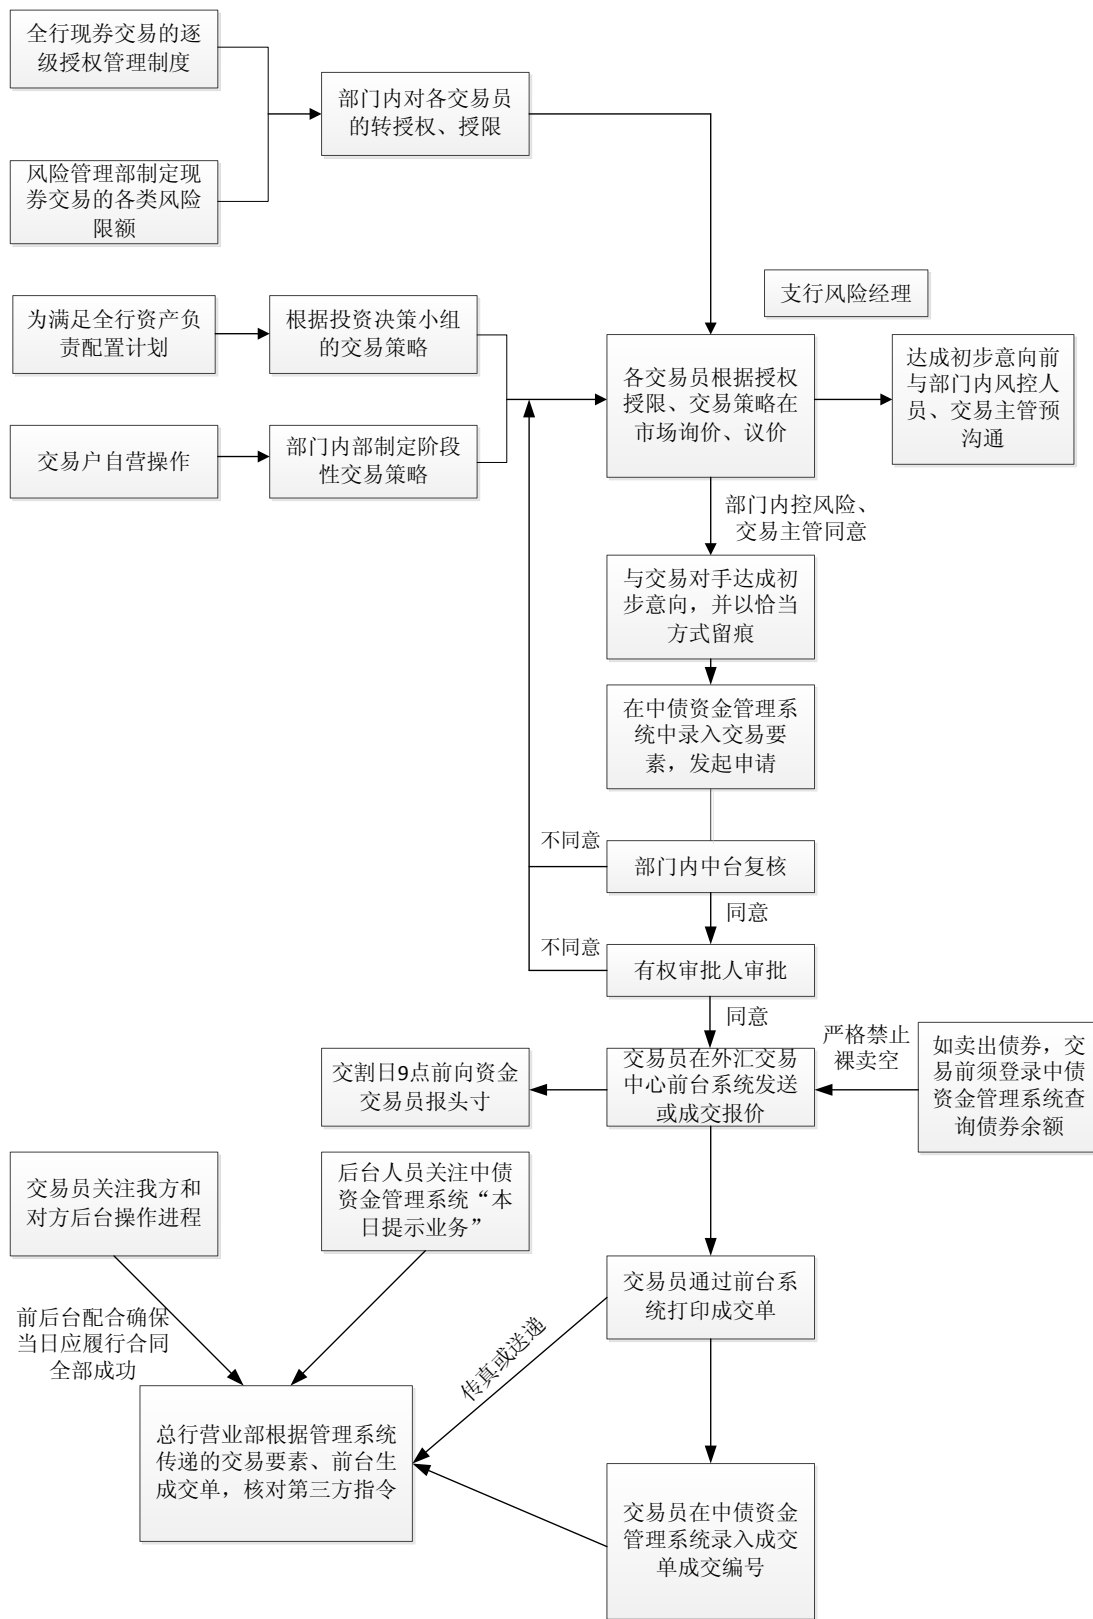 全行现券交易的逐
级授权管理制度
部门内对各交易员
的转授权、授限
风险管理部制定现
券交易的各类风险
限额
支行风险经理
为满足全行资产负
责配置计划
根据投资决策小组
的交易策略
各交易员根据授权
授限、交易策略在
市场询价、议价
达成初步意向前
与部门内风控人
员、交易主管预
沟通
交易户自营操作
部门内部制定阶段
性交易策略
部门内控风险、
交易主管同意
与交易对手达成初
步意向，并以恰当
方式留痕
在中债资金管理系
统中录入交易要
素，发起申请
不同意
部门内中台复核
同意
不同意
有权审批人审批
同意
严格禁止
裸卖空
交割日9点前向资金
交易员报头寸
交易员在外汇交易
中心前台系统发送
或成交报价
如卖出债券，交
易前须登录中债
资金管理系统查
询债券余额
交易员关注我方和
对方后台操作进程
后台人员关注中债
资金管理系统“本
日提示业务”
交易员通过前台系
统打印成交单
前后台配合确保
当日应履行合同
全部成功
传真或送递
总行营业部根据管理系统
传递的交易要素、前台生
成交单，核对第三方指令
交易员在中债资金
管理系统录入成交
单成交编号